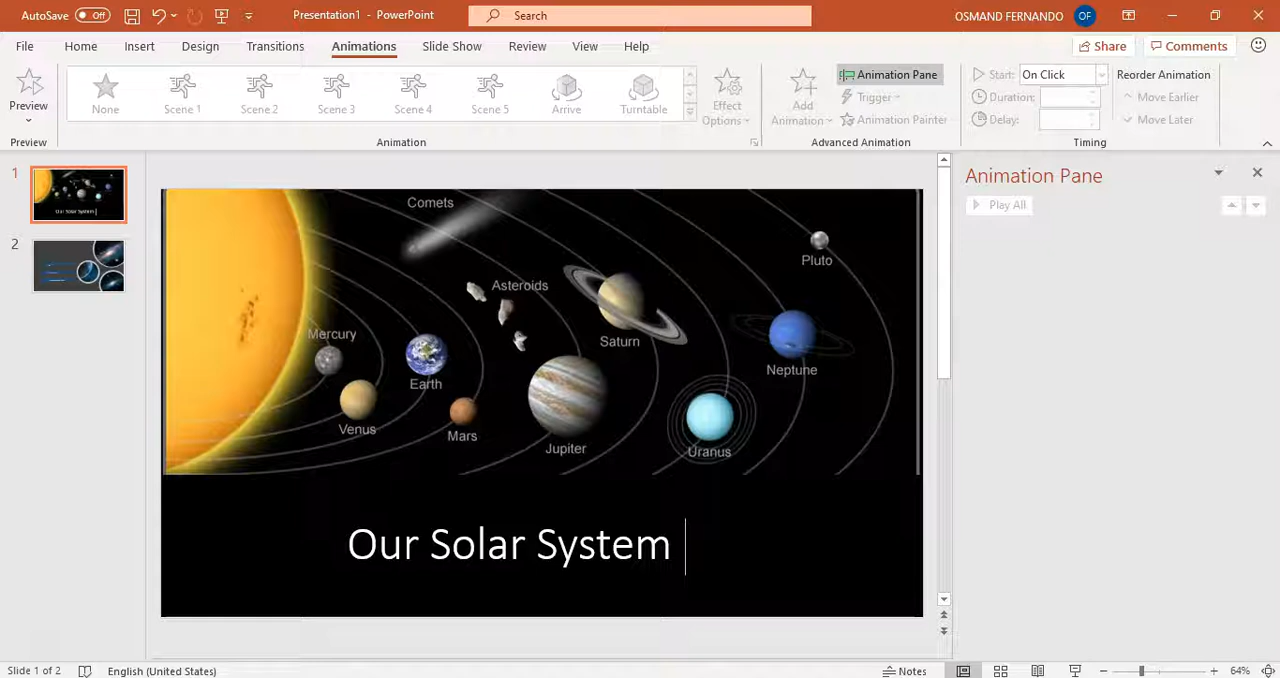 AutoSave Off Presentation1 - PowerPoint Search OSMAND FERNANDO OF
File Home Insert Design Transitions Animations Slide Show Review View Help Share Comments
Preview
None Scene 1 Scene 2 Scene 3 Scene 4 Scene 5 Arrive Turntable
Effect Options
Add Animation
Animation Pane
Trigger
Animation Painter
Start: On Click
Duration:
Delay:
Reorder Animation
Move Earlier
Move Later
Preview Animation Advanced Animation Timing
1
Our Solar System
2
Comets
Pluto
Asteroids
Mercury
Saturn
Neptune
Earth
Venus
Mars
Jupiter
Uranus
Our Solar System
Animation Pane
Play All
Slide 1 of 2 English (United States) Notes 64%